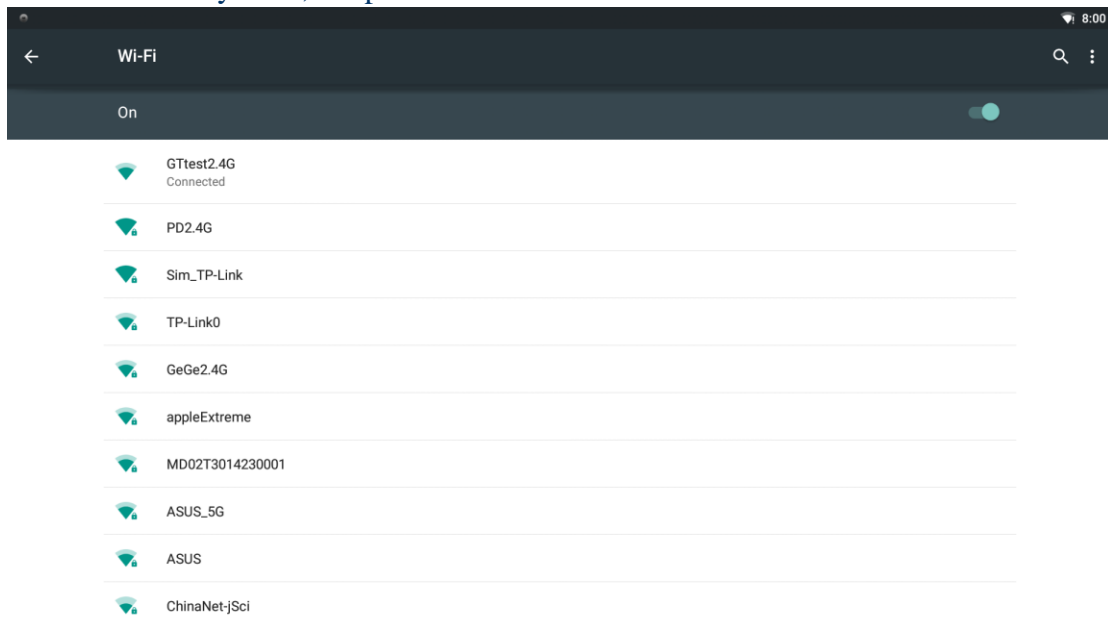 8:00
Wi-Fi
On
GTtest2.4G
Connected
PD2.4G
Sim_TP-Link
TP-Link0
GeGe2.4G
appleExtreme
MD02T3014230001
ASUS_5G
ASUS
ChinaNet-jSci